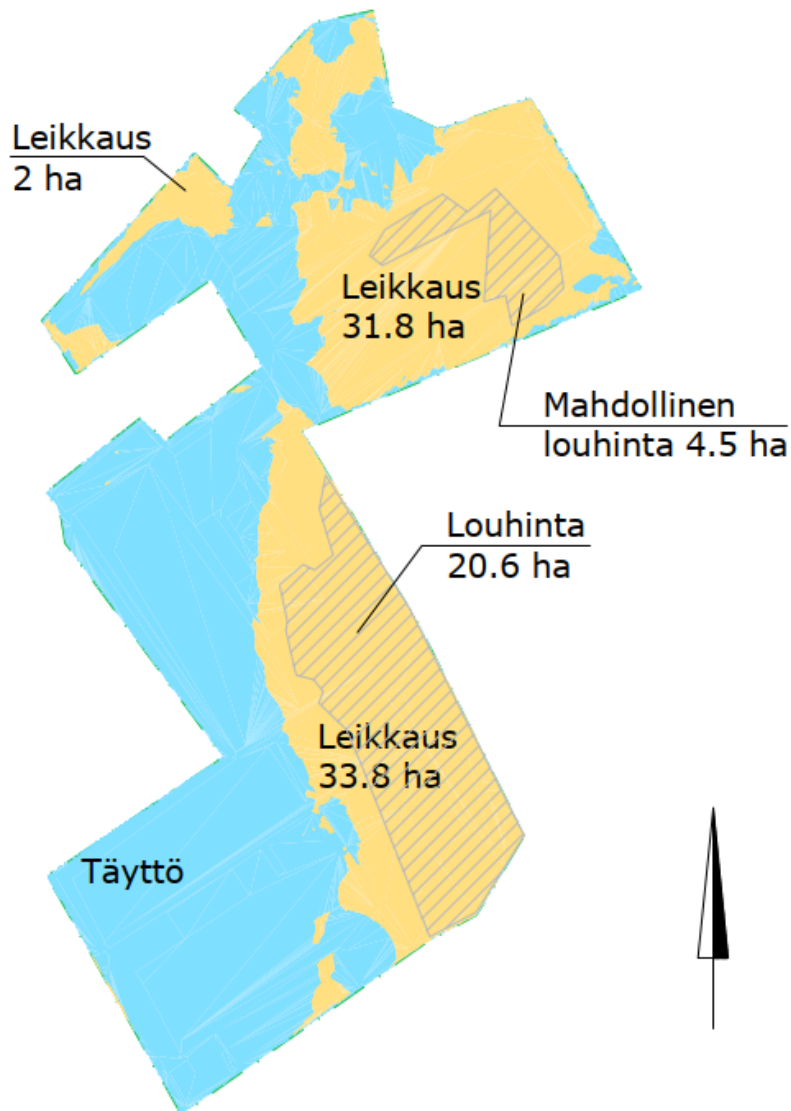 Leikkaus
2 ha
Leikkaus
31.8 ha
Mahdollinen
louhinta 4.5 ha
Louhinta
20.6 ha
Leikkaus
33.8 ha
Täyttö